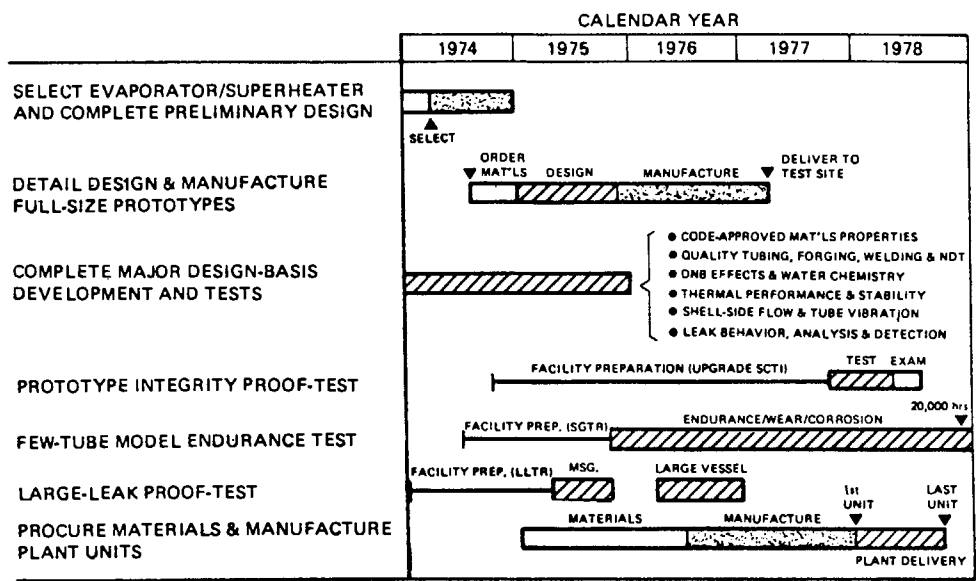 CALENDAR YEAR
1974 1975 1976 1977 1978
SELECT EVAPORATOR/SUPERHEATER
AND COMPLETE PRELIMINARY DESIGN
SELECT
DETAIL DESIGN & MANUFACTURE
FULL-SIZE PROTOTYPES
ORDER
MAT'LS
DESIGN
MANUFACTURE
DELIVER TO
TEST SITE
COMPLETE MAJOR DESIGN-BASIS
DEVELOPMENT AND TESTS
● CODE-APPROVED MAT'LS PROPERTIES
● QUALITY TUBING, FORGING, WELDING & NDT
● DNB EFFECTS & WATER CHEMISTRY
● THERMAL PERFORMANCE & STABILITY
● SHELL-SIDE FLOW & TUBE VIBRATION
● LEAK BEHAVIOR, ANALYSIS & DETECTION
PROTOTYPE INTEGRITY PROOF-TEST
FACILITY PREPARATION (UPGRADE SCTI)
TEST EXAM
FEW-TUBE MODEL ENDURANCE TEST
FACILITY PREP. (SGTR)
ENDURANCE/WEAR/CORROSION
20,000 hrs
LARGE-LEAK PROOF-TEST
FACILITY PREP. (LLTR)
MSG.
LARGE VESSEL
PROCURE MATERIALS & MANUFACTURE
PLANT UNITS
MATERIALS
MANUFACTURE
1st
UNIT
LAST
UNIT
PLANT DELIVERY